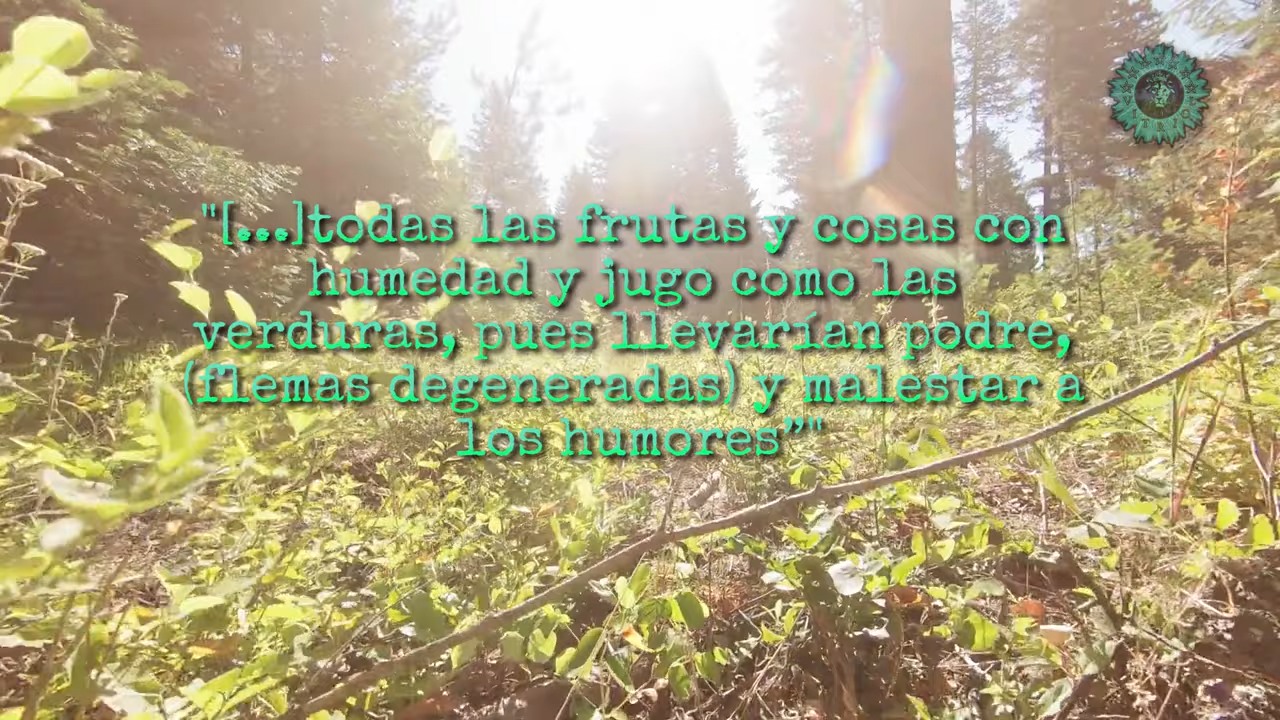 "[...]todas las frutas y cosas con
humedad y jugo como las
verduras, pues llevarían podre,
(flemas degeneradas) y malestar a
los humores”"